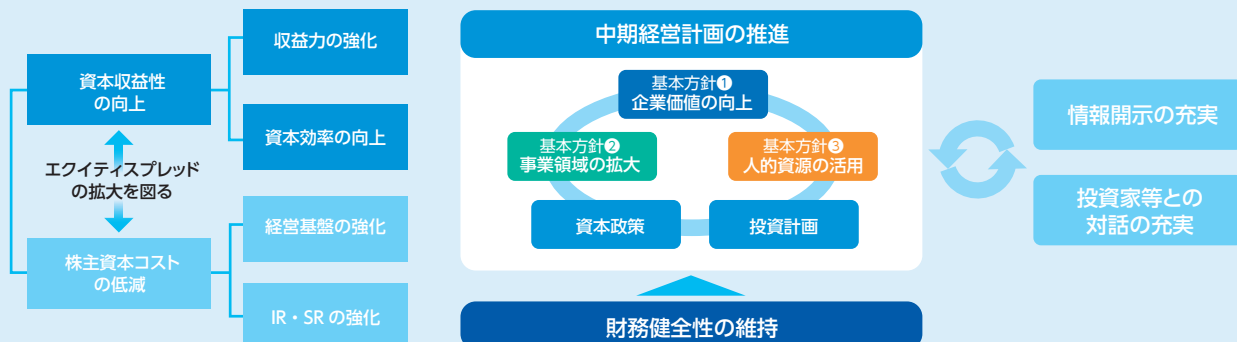 資本収益性
の向上
エクイティスプレッド
の拡大を図る
株主資本コスト
の低減
収益力の強化
資本効率の向上
経営基盤の強化
IR・SRの強化
中期経営計画の推進
基本方針❶
企業価値の向上
基本方針❷
事業領域の拡大
基本方針❸
人的資源の活用
資本政策
投資計画
財務健全性の維持
情報開示の充実
投資家等との
対話の充実